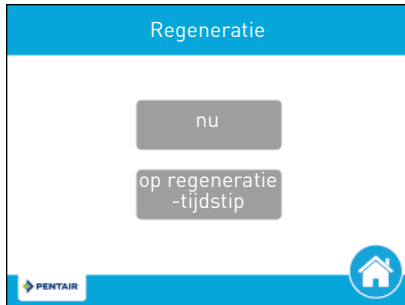 Regeneratie
nu
op regeneratie
-tijdstip
PENTAIR